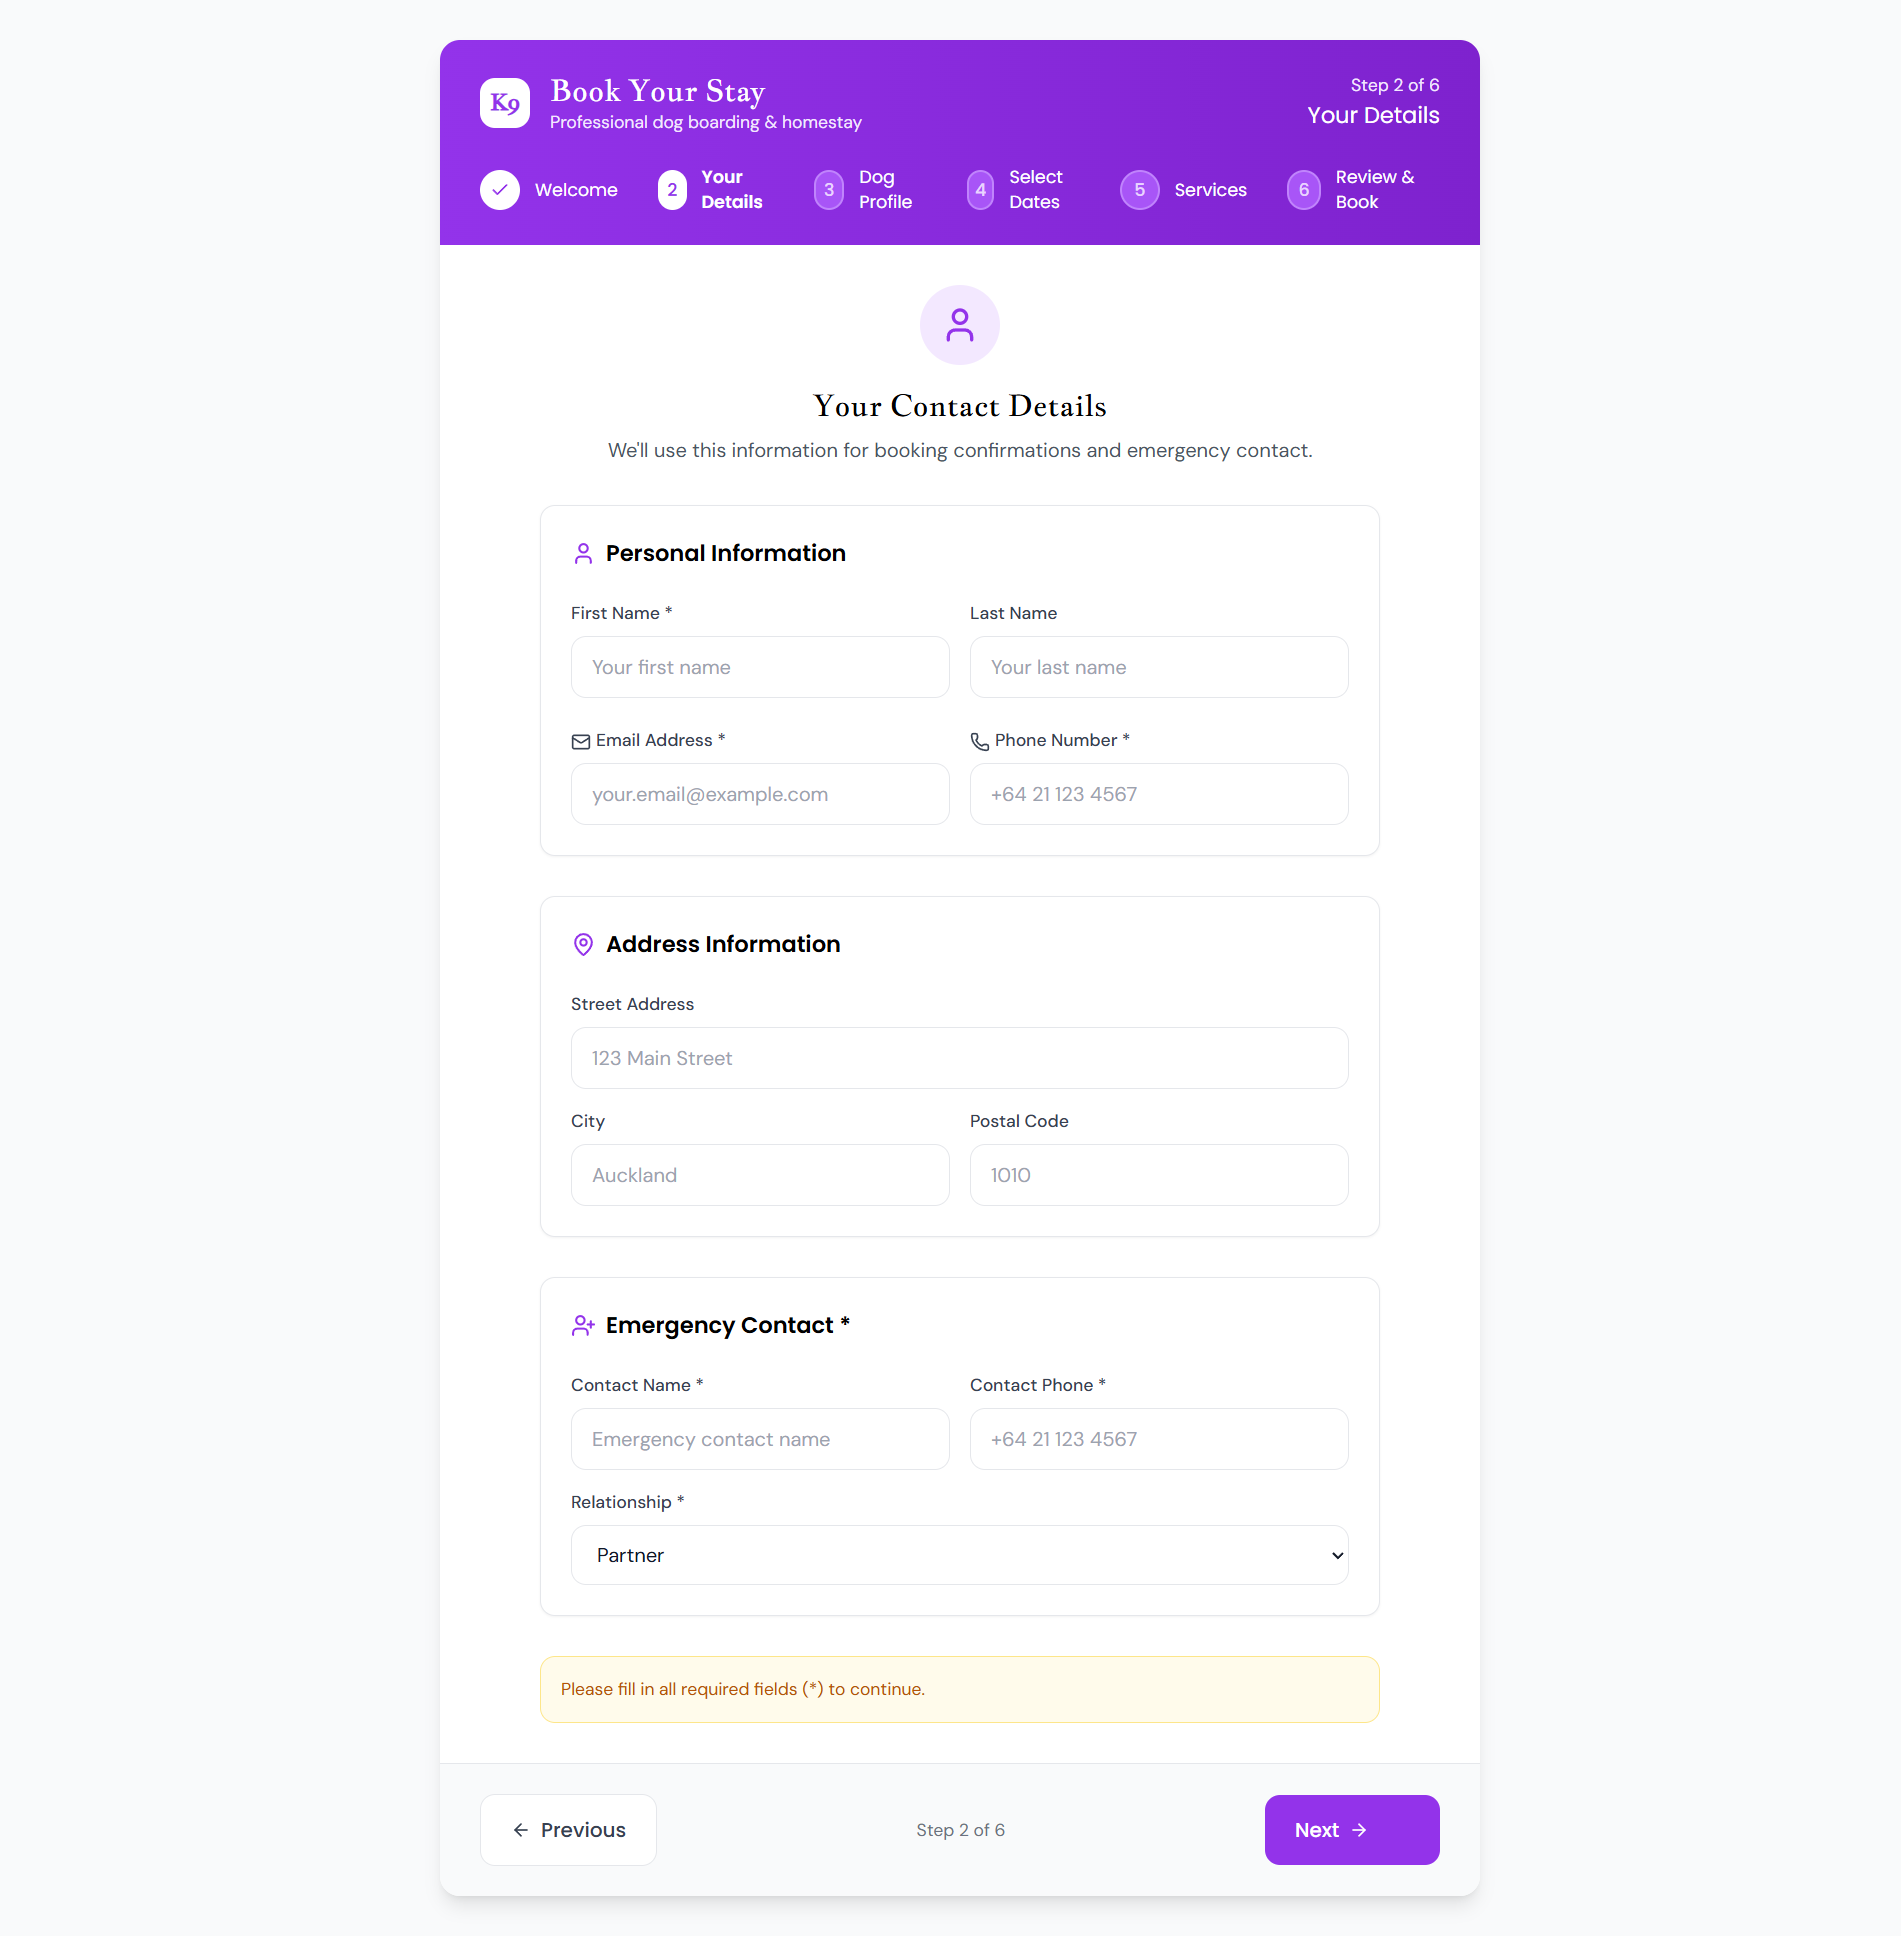 K9
Book Your Stay
Professional dog boarding & homestay
Step 2 of 6
Your Details
Welcome
2
Your
Details
3
Dog
Profile
4
Select
Dates
5
Services
6
Review &
Book
Your Contact Details
We'll use this information for booking confirmations and emergency contact.
Personal Information
First Name *
Last Name
Your first name
Your last name
Email Address *
Phone Number *
your.email@example.com
+64 21 123 4567
Address Information
Street Address
123 Main Street
City
Postal Code
Auckland
1010
Emergency Contact *
Contact Name *
Contact Phone *
Emergency contact name
+64 21 123 4567
Relationship *
Partner
Please fill in all required fields (*) to continue.
Previous
Step 2 of 6
Next